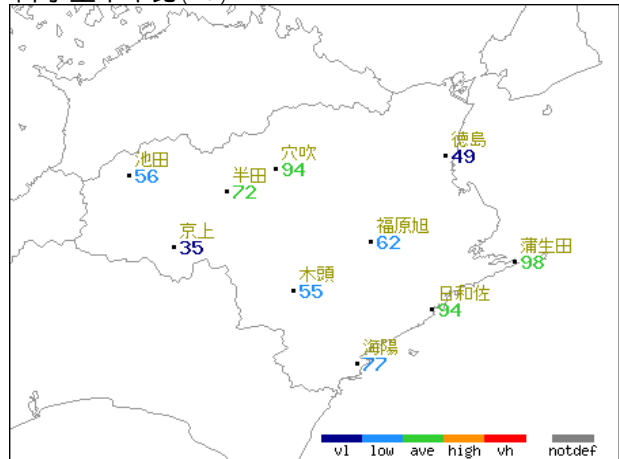 徳島
49
穴吹
94
池田
56
半田
72
福原旭
62
京上
35
蒲生田
98
木頭
55
日和佐
94
海陽
77
vl low ave high vh notdef